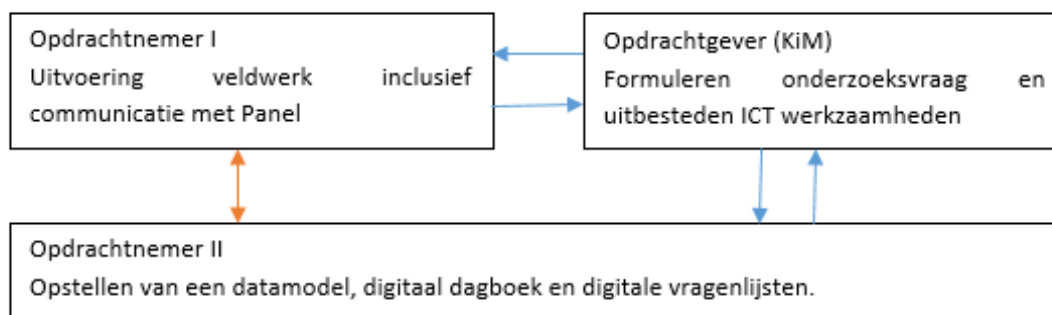 Opdrachtnemer I
Uitvoering veldwerk inclusief
communicatie met Panel
Opdrachtgever (KiM)
Formuleren onderzoeksvraag en
uitbesteden ICT werkzaamheden
Opdrachtnemer II
Opstellen van een datamodel, digitaal dagboek en digitale vragenlijsten.